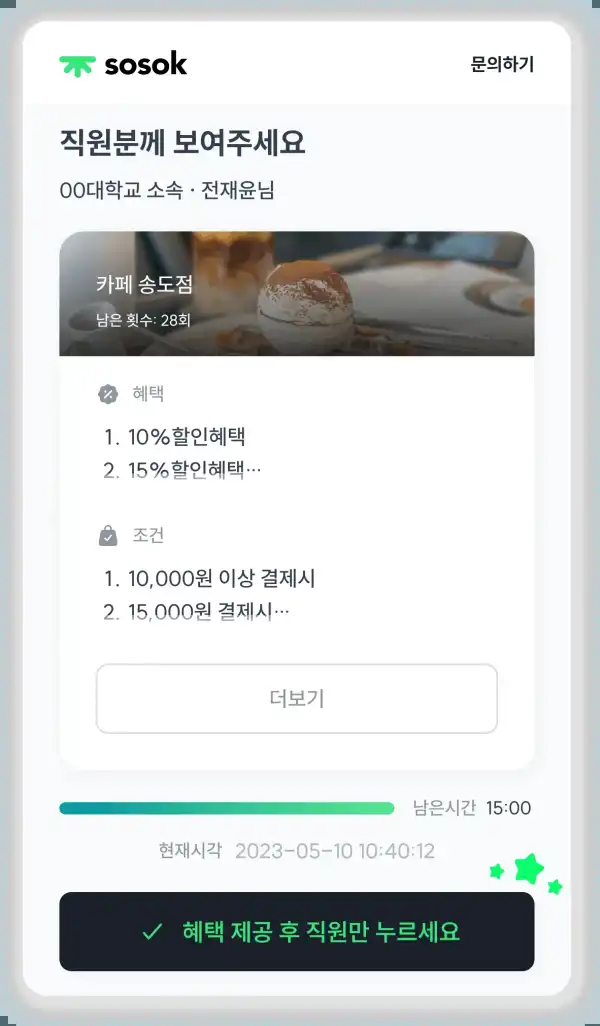 sosok
문의하기
직원분께 보여주세요
00대학교 소속 · 전재윤님
카페 송도점
남은 횟수: 28회
혜택
1. 10%할인혜택
2. 15%할인혜택···
조건
1. 10,000원 이상 결제시
2. 15,000원 결제시···
더보기
남은시간 15:00
현재시각 2023-05-10 10:40:12
혜택 제공 후 직원만 누르세요